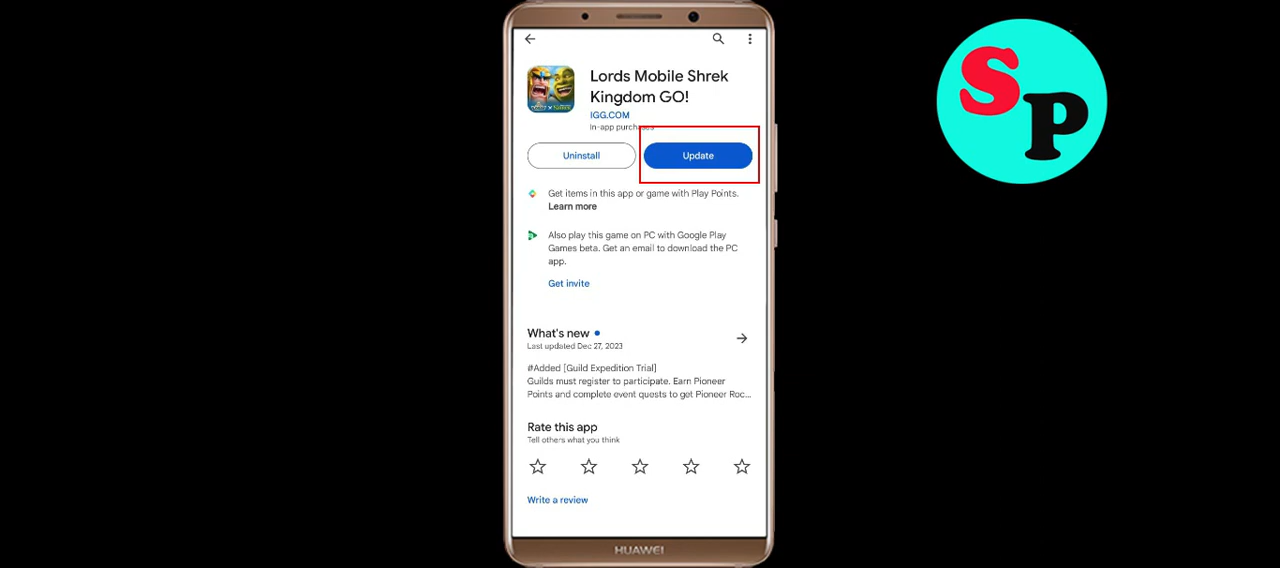 Lords Mobile Shrek
Kingdom GO!
IGG.COM
In-app purchases
Uninstall
Update
Get items in this app or game with Play Points.
Learn more
Also play this game on PC with Google Play
Games beta. Get an email to download the PC
app.
Get invite
What's new
Last updated Dec 27, 2023
#Added [Guild Expedition Trial]
Guilds must register to participate. Earn Pioneer
Points and complete event quests to get Pioneer Roc...
Rate this app
Tell others what you think
Write a review
HUAWEI
SP